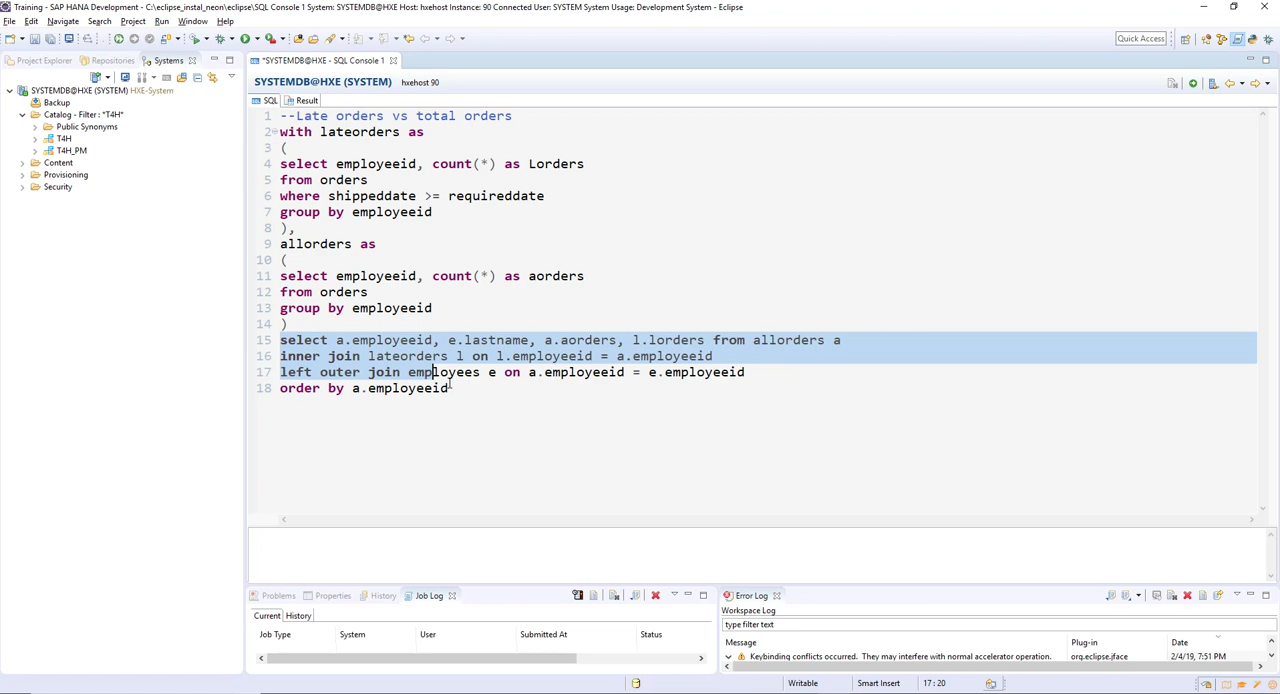 Training - SAP HANA Development - C:\eclipse_instal_neon\eclipse\SQL Console 1 System: SYSTEMDB@HXE Host: hxehost Instance: 90 Connected User: SYSTEM System Usage: Development System - Eclipse
File Edit Navigate Search Project Run Window Help
Quick Access
Project Explorer Repositories Systems
*SYSTEMDB@HXE - SQL Console 1
SYSTEMDB@HXE (SYSTEM) hxehost 90
SQL Result
SYSTEMDB@HXE (SYSTEM) HXE-System
Backup
Catalog - Filter : "T4H"
Public Synonyms
T4H
T4H_PM
Content
Provisioning
Security
1 --Late orders vs total orders
2 with lateorders as
3 (
4 select employeeid, count(*) as Lorders
5 from orders
6 where shippeddate >= requireddate
7 group by employeeid
8 ),
9 allorders as
10 (
11 select employeeid, count(*) as aorders
12 from orders
13 group by employeeid
14 )
15 select a.employeeid, e.lastname, a.aorders, l.lorders from allorders a
16 inner join lateorders l on l.employeeid = a.employeeid
17 left outer join employees e on a.employeeid = e.employeeid
18 order by a.employeeid
Problems Properties History Job Log
Current History
Job Type System User Submitted At Status
Error Log
Workspace Log
type filter text
Message Plug-in Date
Keybinding conflicts occurred. They may interfere with normal accelerator operation. org.eclipse.jface 2/4/19, 7:51 PM
Writable Smart Insert 17 : 20